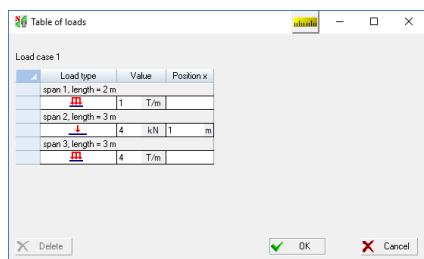 Table of loads
Load case 1
Load type Value Position x
span 1, length = 2 m
1 T/m
span 2, length = 3 m
4 kN 1 m
span 3, length = 3 m
4 T/m
Delete OK Cancel